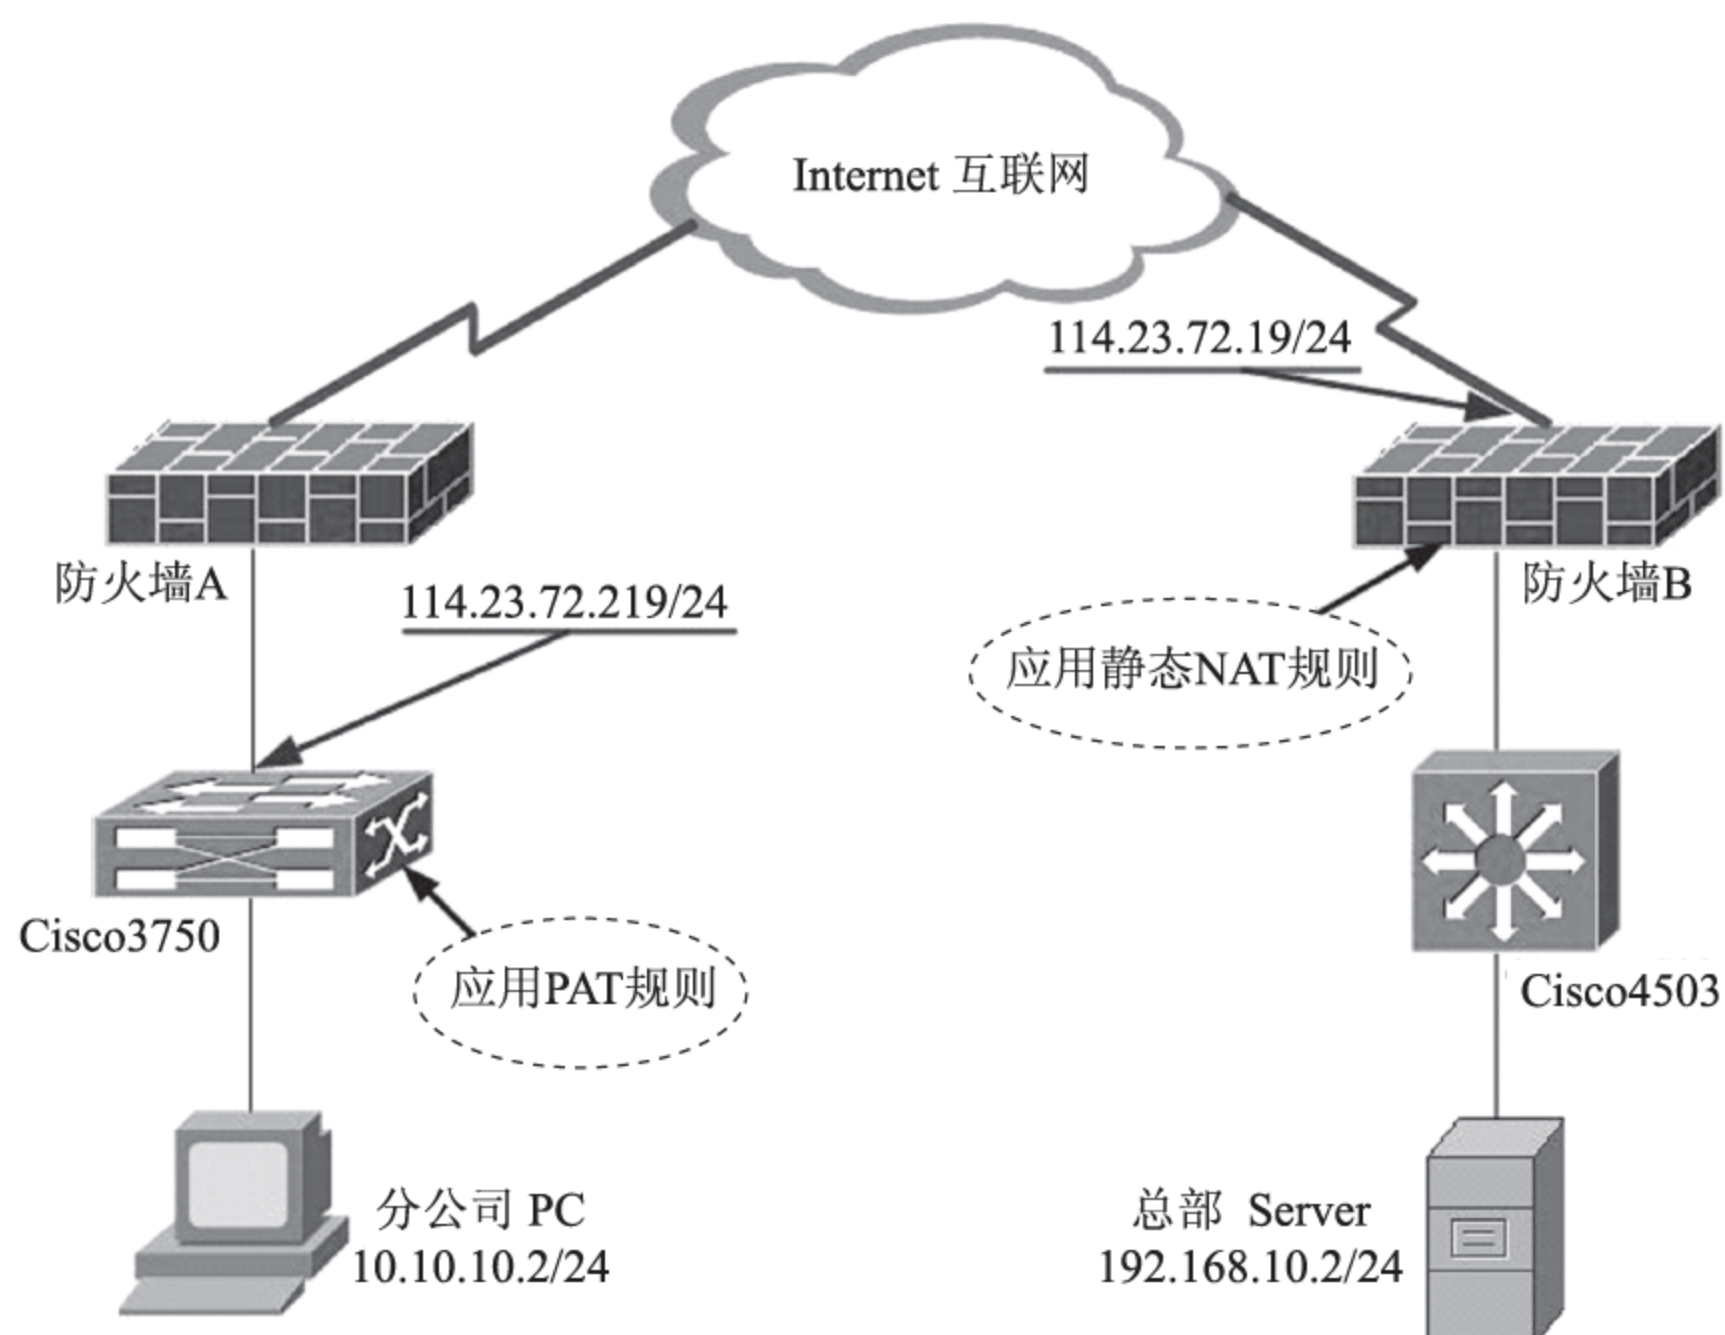 Internet 互联网
114.23.72.19/24
防火墙A
防火墙B
114.23.72.219/24
应用静态NAT规则
Cisco3750
应用PAT规则
Cisco4503
分公司 PC
10.10.10.2/24
总部 Server
192.168.10.2/24